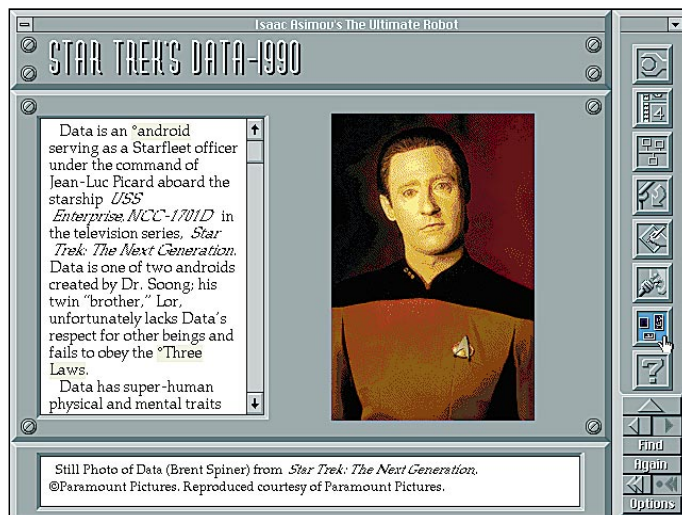 Isaac Asimov's The Ultimate Robot
STAR TREK'S DATA-1990
Data is an °android
serving as a Starfleet officer
under the command of
Jean-Luc Picard aboard the
starship USS
Enterprise, NCC-1701D in
the television series, Star
Trek: The Next Generation.
Data is one of two androids
created by Dr. Soong; his
twin “brother,” Lor,
unfortunately lacks Data's
respect for other beings and
fails to obey the °Three
Laws.
Data has super-human
physical and mental traits
Still Photo of Data (Brent Spiner) from Star Trek: The Next Generation.
©Paramount Pictures. Reproduced courtesy of Paramount Pictures.
4
?
Find
Again
Options